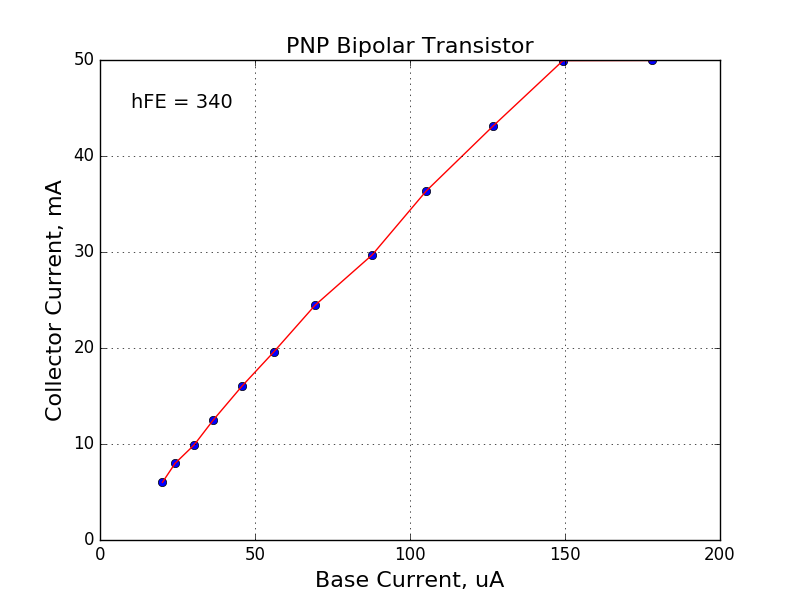 PNP Bipolar Transistor
hFE = 340
50
40
30
20
10
0
Collector Current, mA
0 50 100 150 200
Base Current, uA